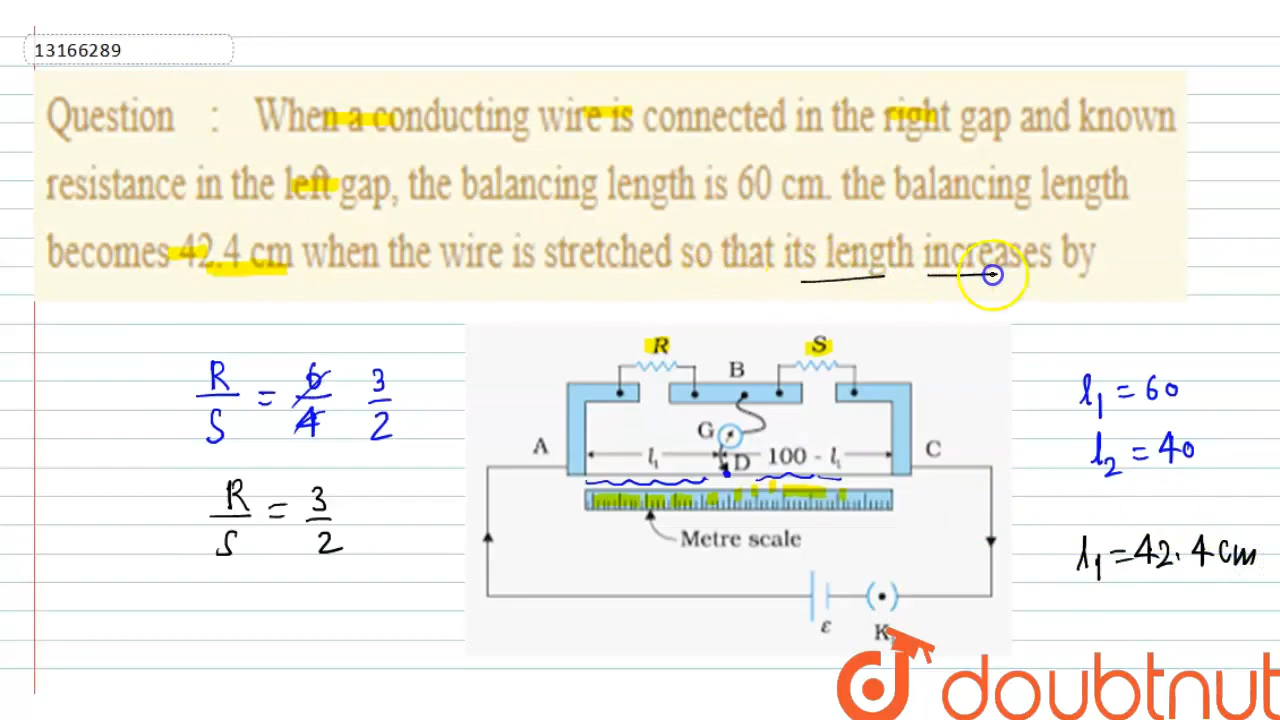 13166289
Question : When a conducting wire is connected in the right gap and known
resistance in the left gap, the balancing length is 60 cm. the balancing length
becomes 42.4 cm when the wire is stretched so that its length increases by
R S
B
G
A l₁ D 100 - l₁ C
Metre scale
ε K
R/S = 6/4 3/2
R/S = 3/2
l₁ = 60
l₂ = 40
l₁ = 42.4 cm
doubtnut